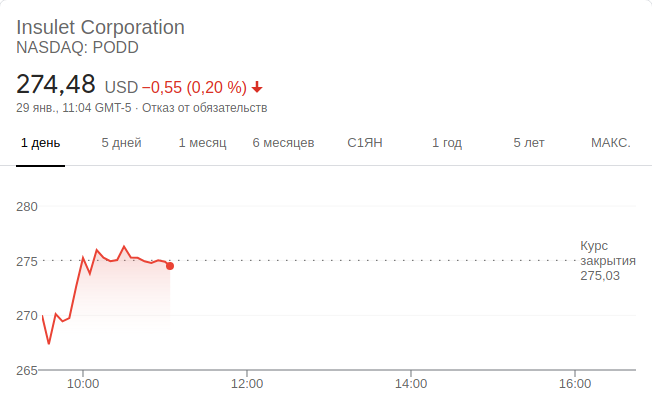 Insulet Corporation
NASDAQ: PODD
274,48 USD −0,55 (0,20 %)
29 янв., 11:04 GMT-5 · Отказ от обязательств
1 день 5 дней 1 месяц 6 месяцев С1ЯН 1 год 5 лет МАКС.
280
275
270
265
Курс
закрытия
275,03
10:00 12:00 14:00 16:00